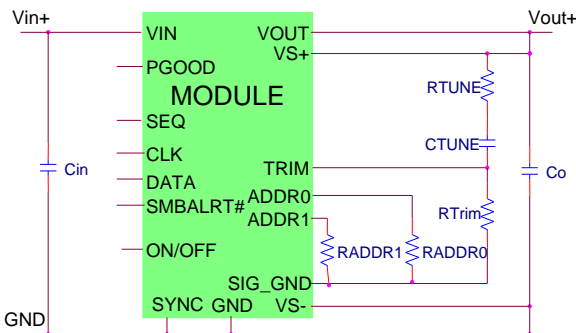 Vin+
Vout+
VIN
VOUT
VS+
PGOOD
RTUNE
MODULE
SEQ
CTUNE
CLK
TRIM
Cin
Co
DATA
ADDR0
SMBALRT#
RTrim
ADDR1
ON/OFF
RADDR1
RADDR0
SIG_GND
SYNC
GND
VS-
GND